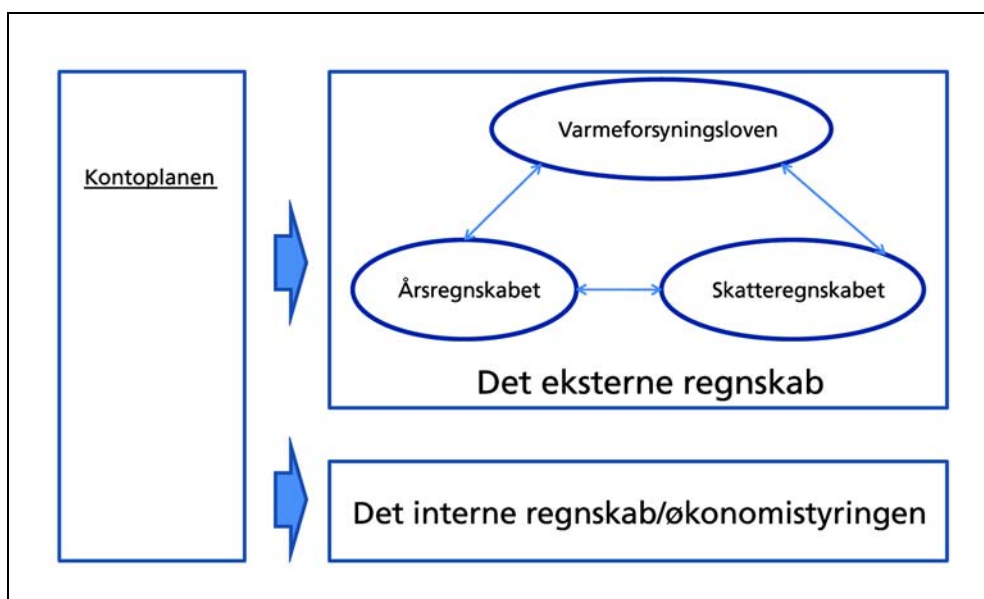 Kontoplanen
Varmeforsyningsloven
Årsregnskabet
Skatteregnskabet
Det eksterne regnskab
Det interne regnskab/økonomistyringen